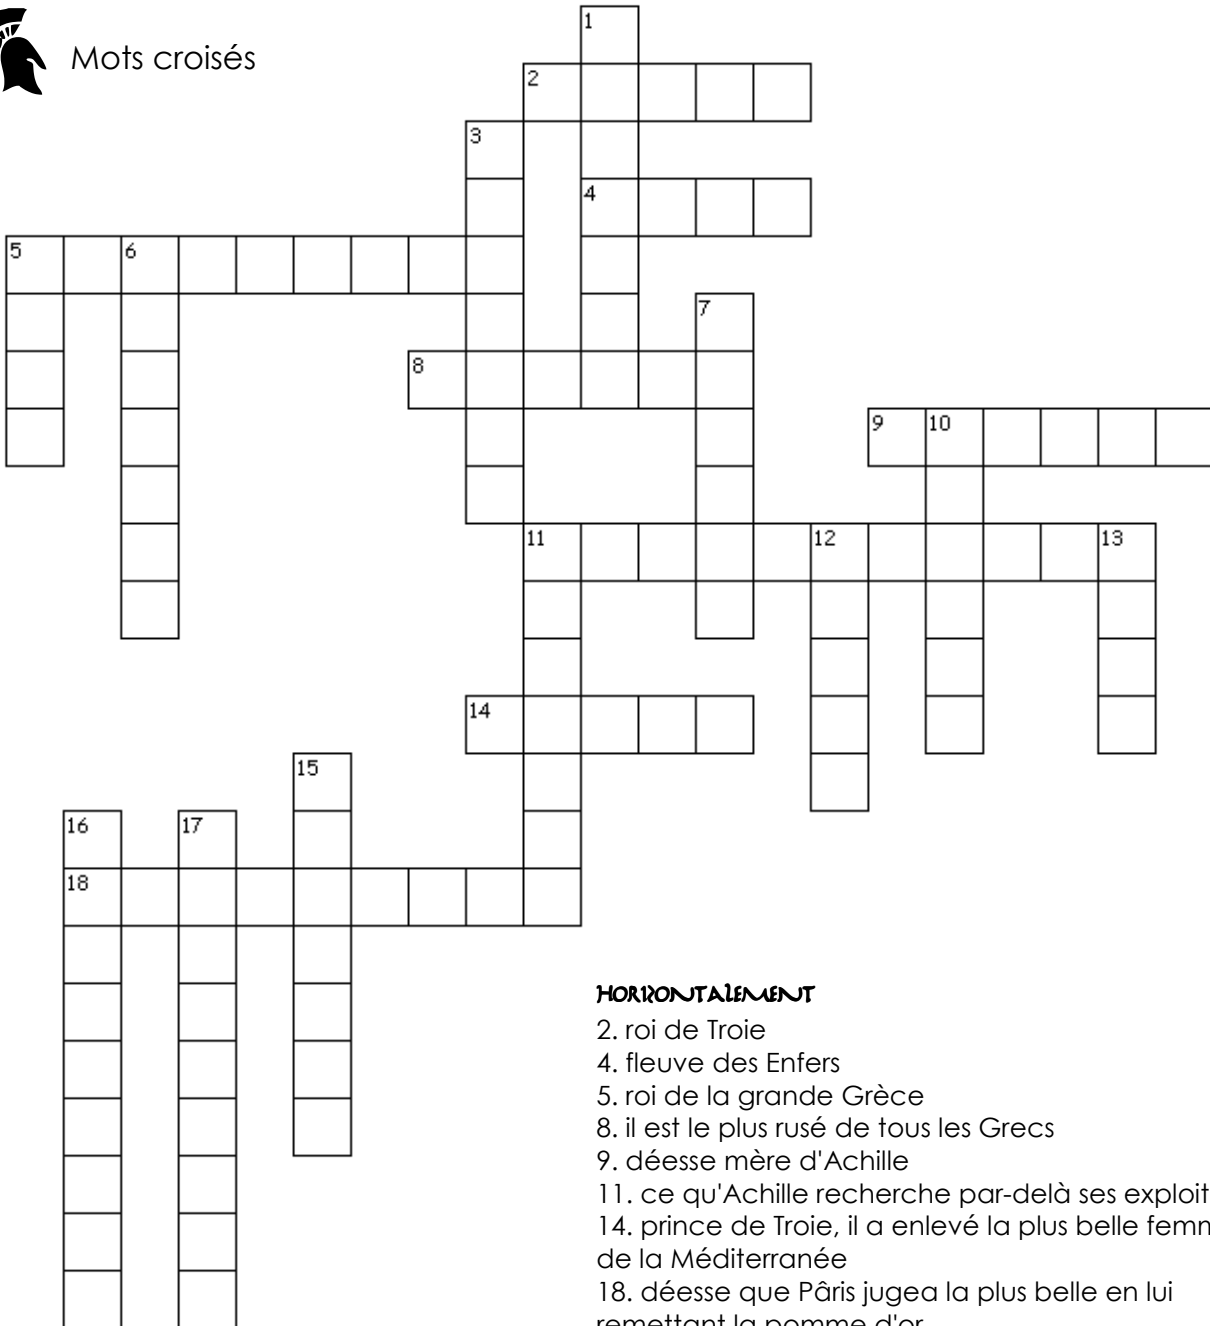 Mots croisés
1
2
3
4
5 6
7
8
9 10
11 12 13
14
15
16 17
18
HORIZONTALEMENT
2. roi de Troie
4. fleuve des Enfers
5. roi de la grande Grèce
8. il est le plus rusé de tous les Grecs
9. déesse mère d'Achille
11. ce qu'Achille recherche par-delà ses exploit
14. prince de Troie, il a enlevé la plus belle femm
de la Méditerranée
18. déesse que Pâris jugea la plus belle en lui
remettant la pomme d'or